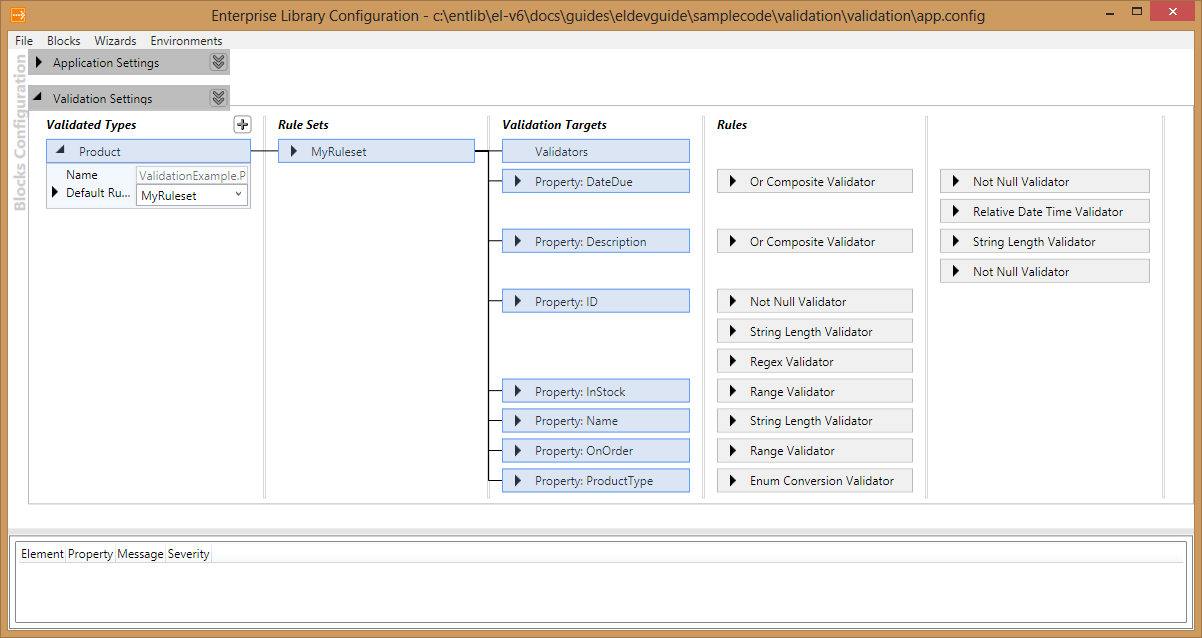 Enterprise Library Configuration - c:\entlib\el-v6\docs\guides\eldevguide\samplecode\validation\validation\app.config
File Blocks Wizards Environments
Blocks Configuration
Application Settings
Validation Settings
Validated Types Rule Sets Validation Targets Rules
Product MyRuleset Validators
Name ValidationExample.P
Default Ru... MyRuleset
Property: DateDue Or Composite Validator Not Null Validator
Relative Date Time Validator
Property: Description Or Composite Validator String Length Validator
Not Null Validator
Property: ID Not Null Validator
String Length Validator
Regex Validator
Property: InStock Range Validator
Property: Name String Length Validator
Property: OnOrder Range Validator
Property: ProductType Enum Conversion Validator
Element Property Message Severity